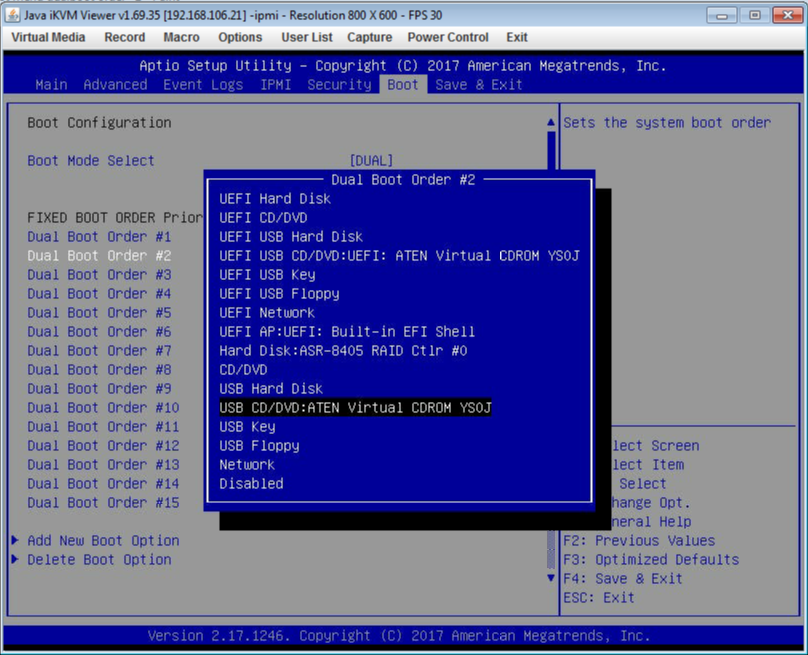 Java iKVM Viewer v1.69.35 [192.168.106.21] -ipmi - Resolution 800 X 600 - FPS 30
Virtual Media Record Macro Options User List Capture Power Control Exit
Aptio Setup Utility - Copyright (C) 2017 American Megatrends, Inc.
Main Advanced Event Logs IPMI Security Boot Save & Exit
Boot Configuration
Boot Mode Select [DUAL]
FIXED BOOT ORDER Prior
Dual Boot Order #1
Dual Boot Order #2
Dual Boot Order #3
Dual Boot Order #4
Dual Boot Order #5
Dual Boot Order #6
Dual Boot Order #7
Dual Boot Order #8
Dual Boot Order #9
Dual Boot Order #10
Dual Boot Order #11
Dual Boot Order #12
Dual Boot Order #13
Dual Boot Order #14
Dual Boot Order #15
Add New Boot Option
Delete Boot Option
Dual Boot Order #2
UEFI Hard Disk
UEFI CD/DVD
UEFI USB Hard Disk
UEFI USB CD/DVD:UEFI: ATEN Virtual CDROM YS0J
UEFI USB Key
UEFI USB Floppy
UEFI Network
UEFI AP:UEFI: Built-in EFI Shell
Hard Disk:ASR-8405 RAID Ctlr #0
CD/DVD
USB Hard Disk
USB CD/DVD:ATEN Virtual CDROM YS0J
USB Key
USB Floppy
Network
Disabled
Sets the system boot order
lect Screen
lect Item
Select
hange Opt.
neral Help
F2: Previous Values
F3: Optimized Defaults
F4: Save & Exit
ESC: Exit
Version 2.17.1246. Copyright (C) 2017 American Megatrends, Inc.